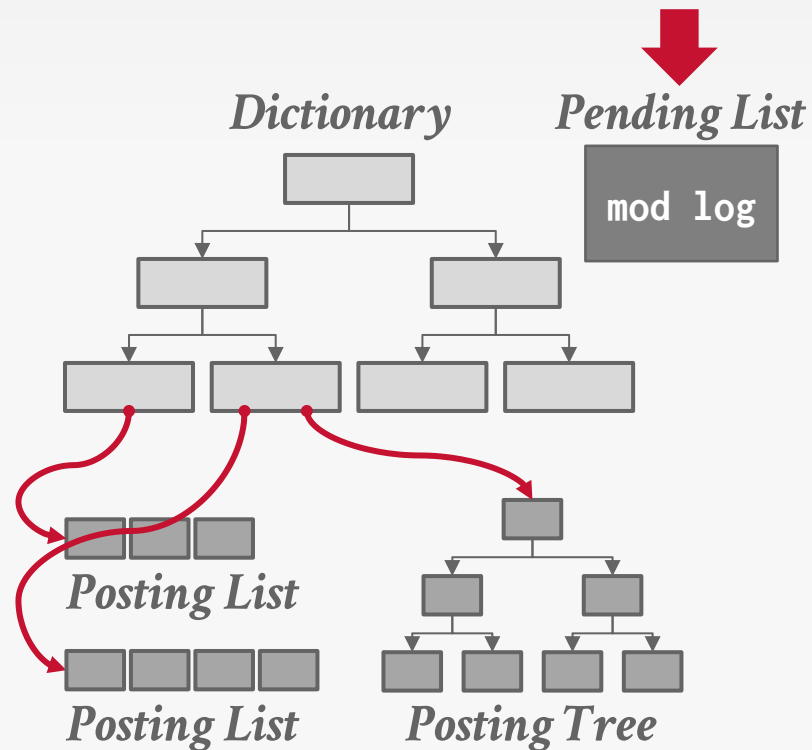 Dictionary
Pending List
mod log
Posting List
Posting List
Posting Tree